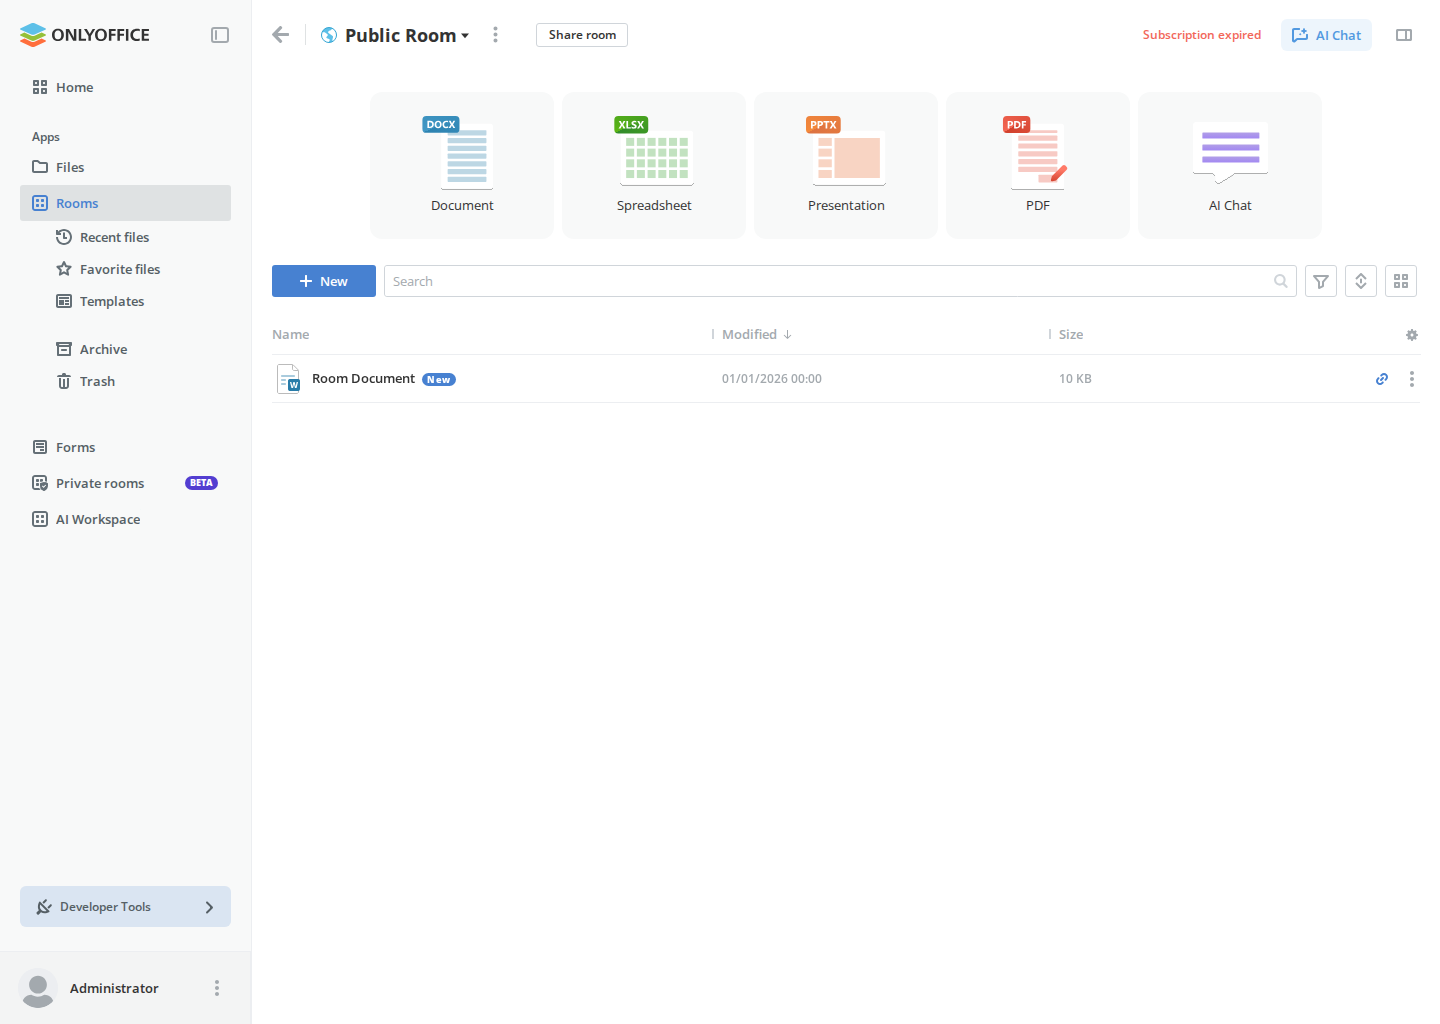 ONLYOFFICE
Home
Apps
Files
Rooms
Recent files
Favorite files
Templates
Archive
Trash
Forms
Private rooms BETA
AI Workspace
Developer Tools
Administrator
Public Room
Share room
Subscription expired
AI Chat
DOCX
Document
XLSX
Spreadsheet
PPTX
Presentation
PDF
PDF
AI Chat
New
Search
Name Modified Size
W
Room Document New 01/01/2026 00:00 10 KB